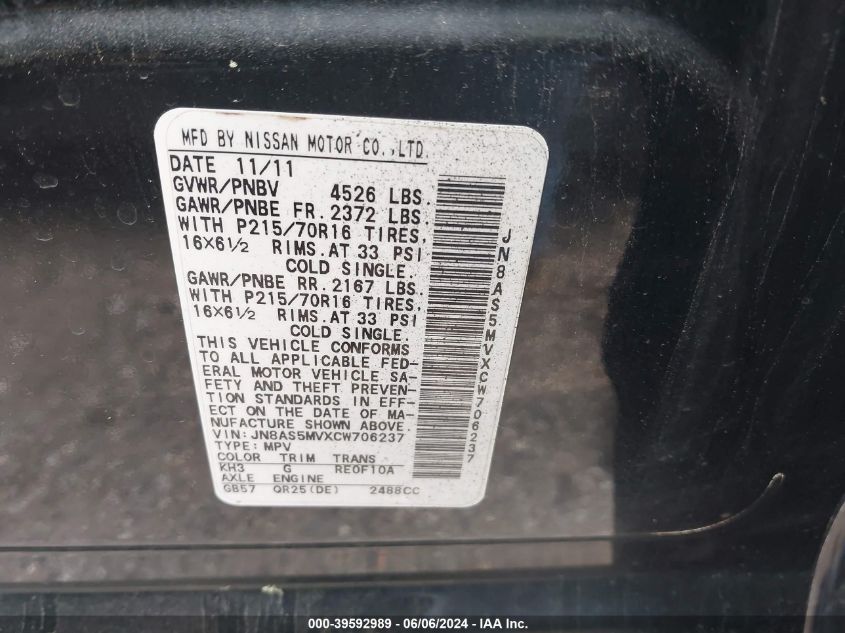 MFD BY NISSAN MOTOR CO.,LTD.
DATE 11/11
GVWR/PNBV 4526 LBS.
GAWR/PNBE FR. 2372 LBS.
WITH P215/70R16 TIRES,
16X6½ RIMS.AT 33 PSI
COLD SINGLE.
GAWR/PNBE RR. 2167 LBS.
WITH P215/70R16 TIRES,
16X6½ RIMS.AT 33 PSI
COLD SINGLE.
THIS VEHICLE CONFORMS
TO ALL APPLICABLE FED-
ERAL MOTOR VEHICLE SA-
FETY AND THEFT PREVEN-
TION STANDARDS IN EFF-
ECT ON THE DATE OF MA-
NUFACTURE SHOWN ABOVE.
VIN: JN8AS5MVXCW706237
TYPE: MPV
COLOR TRIM TRANS
KH3 G RE0F10A
AXLE ENGINE
GB57 QR25(DE) 2488CC
JN8AS5MVXCW706237
000-39592989 - 06/06/2024 - IAA Inc.